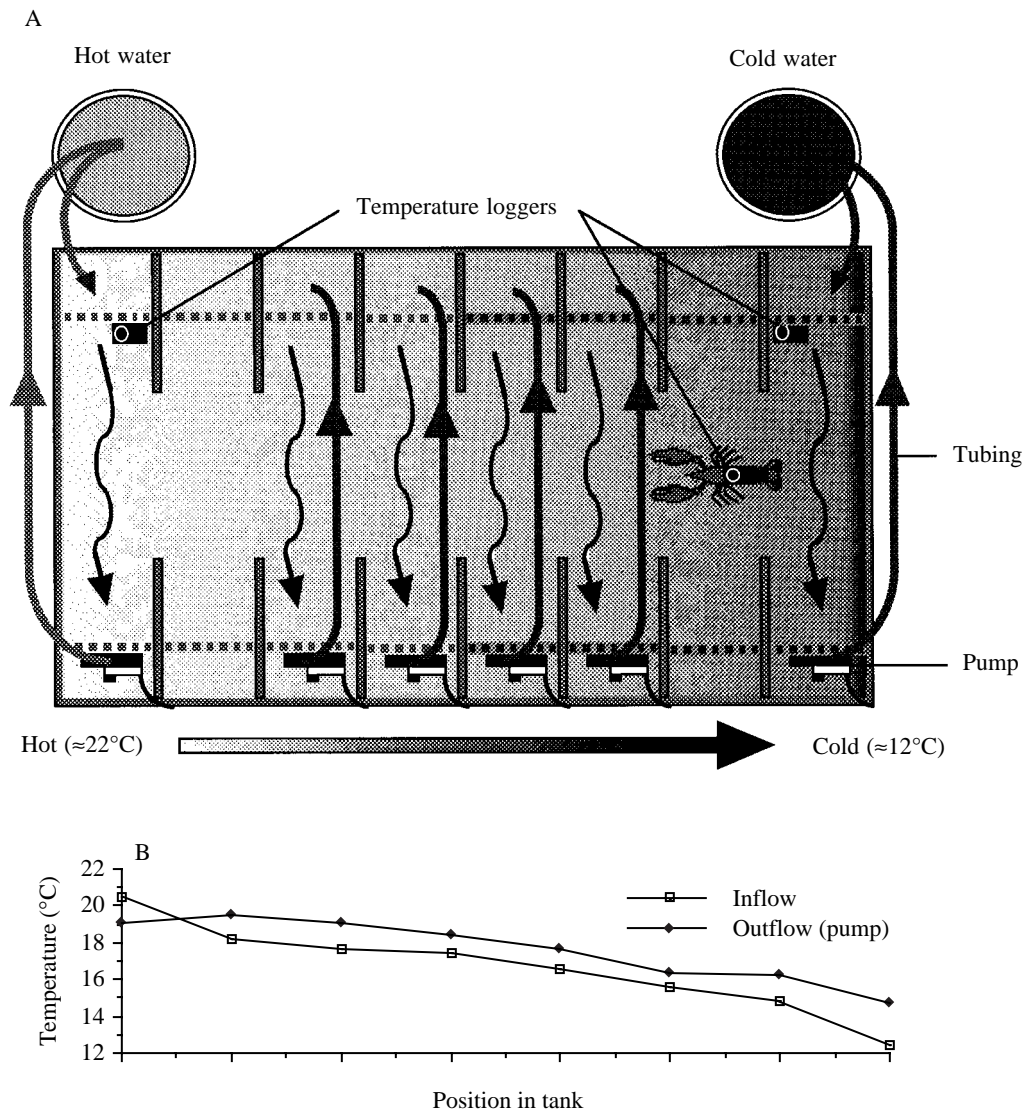 A
Hot water
Cold water
Temperature loggers
Tubing
Pump
Hot (≈22°C)
Cold (≈12°C)
B
22
20
18
16
14
12
Temperature (°C)
Inflow
Outflow (pump)
Position in tank